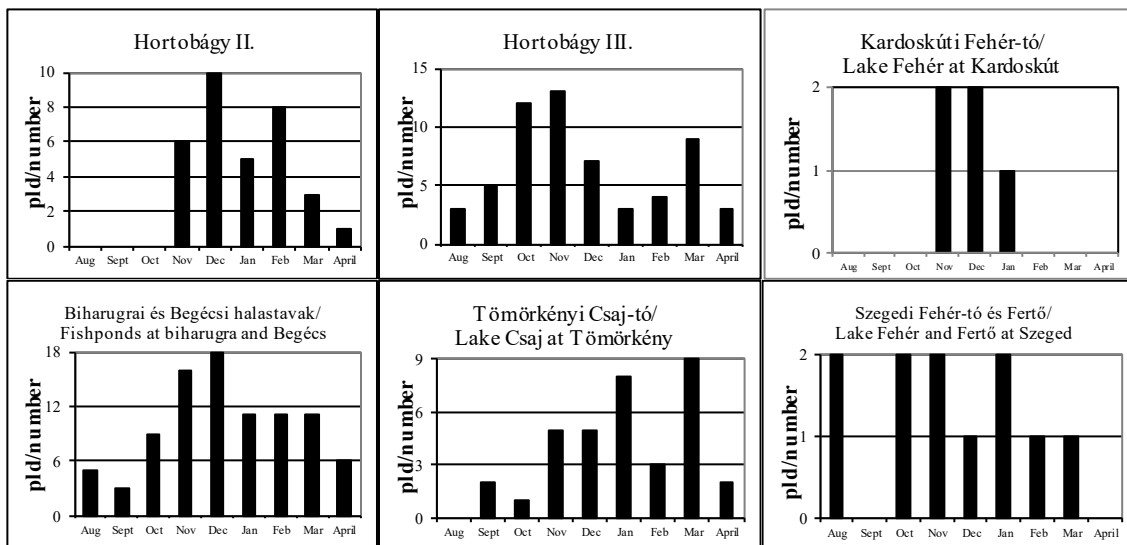 Hortobágy II.
pld/number
10
8
6
4
2
0
Aug Sept Oct Nov Dec Jan Feb Mar April
Hortobágy III.
pld/number
15
10
5
0
Aug Sept Oct Nov Dec Jan Feb Mar April
Kardoskúti Fehér-tó/
Lake Fehér at Kardoskút
pld/number
2
1
0
Aug Sept Oct Nov Dec Jan Feb Mar April
Biharugrai és Begécsi halastavak/
Fishponds at biharugra and Begécs
pld/number
18
12
6
0
Aug Sept Oct Nov Dec Jan Feb Mar April
Tömörkényi Csaj-tó/
Lake Csaj at Tömörkény
pld/number
9
6
3
0
Aug Sept Oct Nov Dec Jan Feb Mar April
Szegedi Fehér-tó és Fertő/
Lake Fehér and Fertő at Szeged
pld/number
2
1
0
Aug Sept Oct Nov Dec Jan Feb Mar April